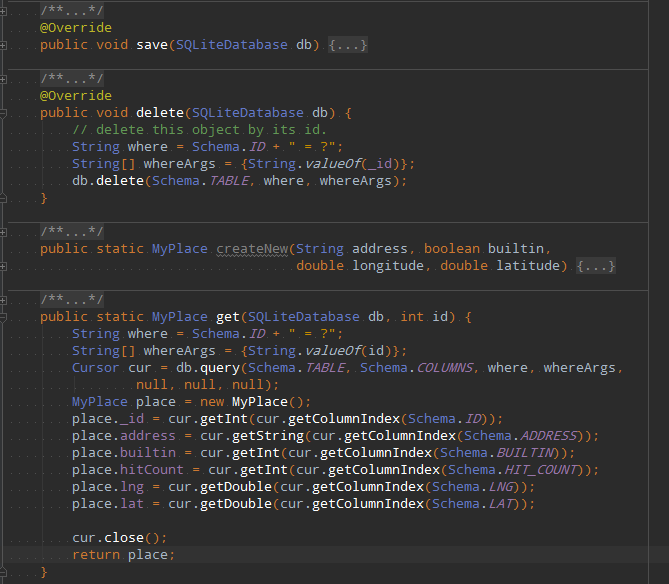 /**...*/
@Override
public void save(SQLiteDatabase db) {...}
/**...*/
@Override
public void delete(SQLiteDatabase db) {
// delete this object by its id.
String where = Schema.ID + " = ?";
String[] whereArgs = {String.valueOf(_id)};
db.delete(Schema.TABLE, where, whereArgs);
}
/**...*/
public static MyPlace createNew(String address, boolean builtin,
double longitude, double latitude) {...}
/**...*/
public static MyPlace get(SQLiteDatabase db, int id) {
String where = Schema.ID + " = ?";
String[] whereArgs = {String.valueOf(id)};
Cursor cur = db.query(Schema.TABLE, Schema.COLUMNS, where, whereArgs,
null, null, null);
MyPlace place = new MyPlace();
place._id = cur.getInt(cur.getColumnIndex(Schema.ID));
place.address = cur.getString(cur.getColumnIndex(Schema.ADDRESS));
place.builtin = cur.getInt(cur.getColumnIndex(Schema.BUILTIN));
place.hitCount = cur.getInt(cur.getColumnIndex(Schema.HIT_COUNT));
place.lng = cur.getDouble(cur.getColumnIndex(Schema.LNG));
place.lat = cur.getDouble(cur.getColumnIndex(Schema.LAT));
cur.close();
return place;
}